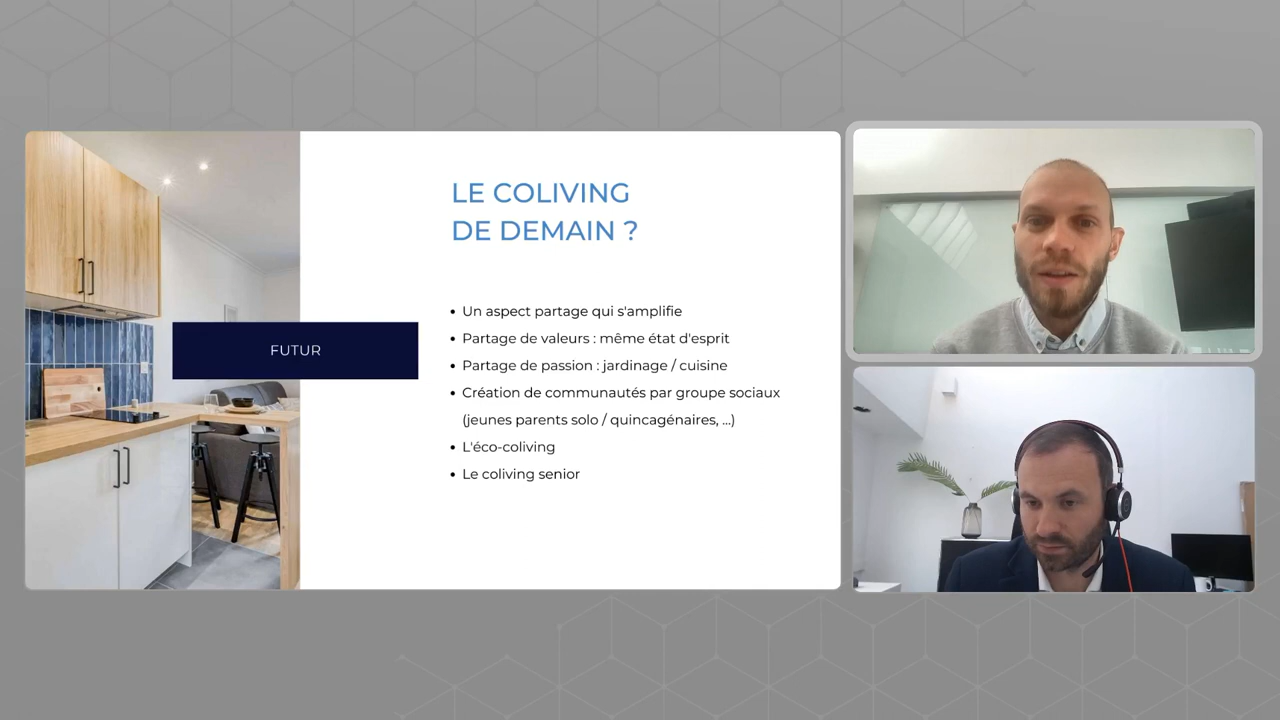 LE COLIVING
DE DEMAIN ?
FUTUR
Un aspect partage qui s'amplifie
Partage de valeurs : même état d'esprit
Partage de passion : jardinage / cuisine
Création de communautés par groupe sociaux
(jeunes parents solo / quincagénaires, ...)
L'éco-coliving
Le coliving senior